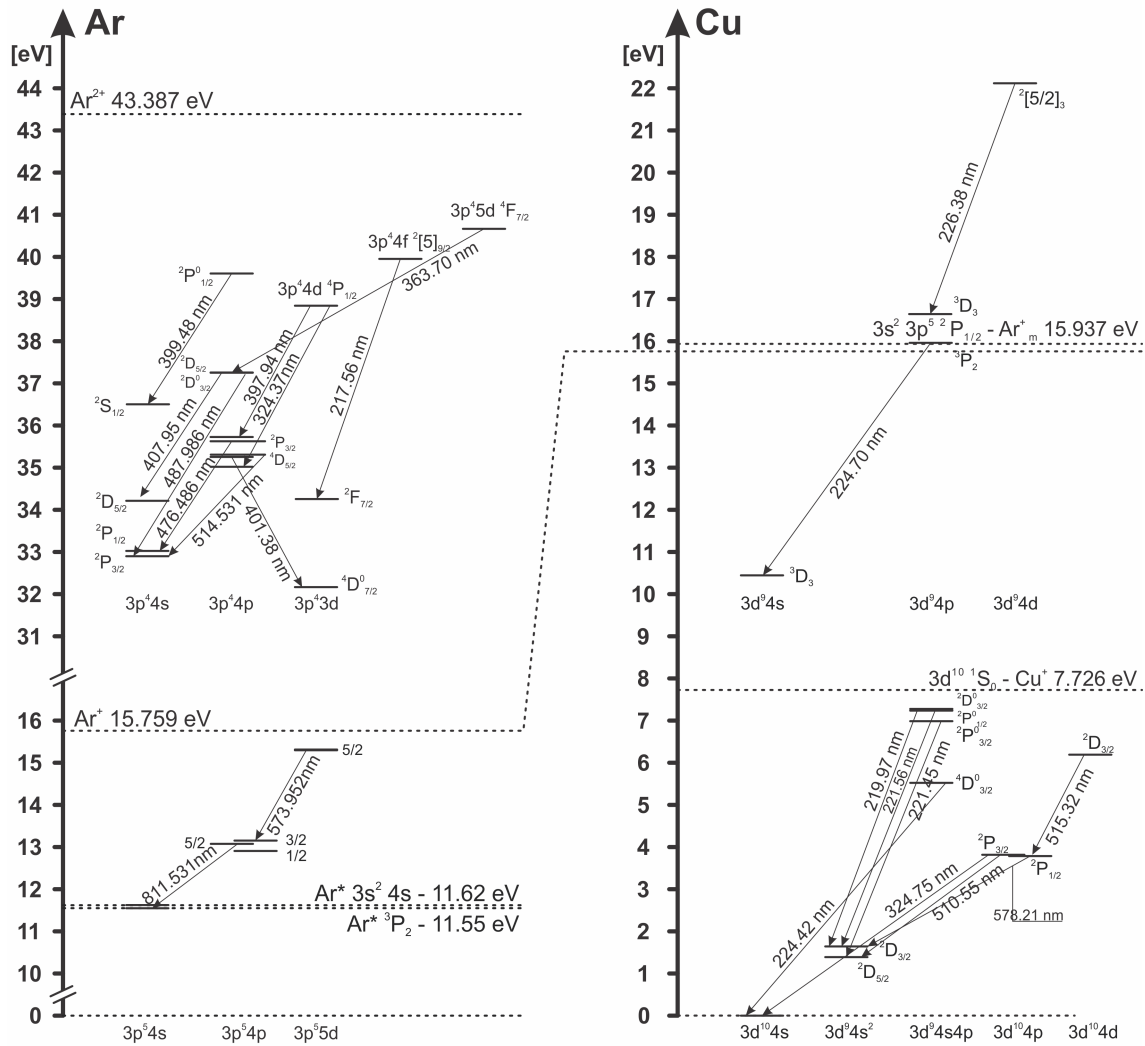 Ar
[eV]
44
43
42
41
40
39
38
37
36
35
34
33
32
31
16
15
14
13
12
11
10
0
Ar²⁺ 43.387 eV
3p⁴5d ⁴F₇/₂
3p⁴4f ²[5]₉/₂
363.70 nm
²P⁰₁/₂
3p⁴4d ⁴P₁/₂
399.48 nm
²D₅/₂
²D⁰₃/₂
397.94 nm
324.37nm
217.56 nm
²S₁/₂
407.95 nm
487.986 nm
476.486 nm
²P₃/₂
⁴D₅/₂
514.531 nm
401.38 nm
²D₅/₂
²F₇/₂
²P₁/₂
²P₃/₂
⁴D⁰₇/₂
3p⁴4s
3p⁴4p
3p⁴3d
Ar⁺ 15.759 eV
5/2
573.952nm
5/2
3/2
1/2
811.531nm
Ar* 3s² 4s - 11.62 eV
Ar* ³P₂ - 11.55 eV
3p⁵4s
3p⁵4p
3p⁵5d
Cu
[eV]
22
21
20
19
18
17
16
15
14
13
12
11
10
9
8
7
6
5
4
3
2
1
0
²[5/2]₃
226.38 nm
³D₃
3s² 3p⁵ ² P₁/₂ - Ar⁺ₘ 15.937 eV
³P₂
224.70 nm
³D₃
3d⁹4s
3d⁹4p
3d⁹4d
3d¹⁰ ¹S₀ - Cu⁺ 7.726 eV
²D⁰₃/₂
²P⁰₁/₂
²P⁰₃/₂
219.97 nm
221.56 nm
221.45 nm
²D₃/₂
⁴D⁰₃/₂
515.32 nm
²P₃/₂
²P₁/₂
324.75 nm
510.55 nm
578.21 nm
224.42 nm
²D₃/₂
²D₅/₂
3d¹⁰4s
3d⁹4s²
3d⁹4s4p
3d¹⁰4p
3d¹⁰4d